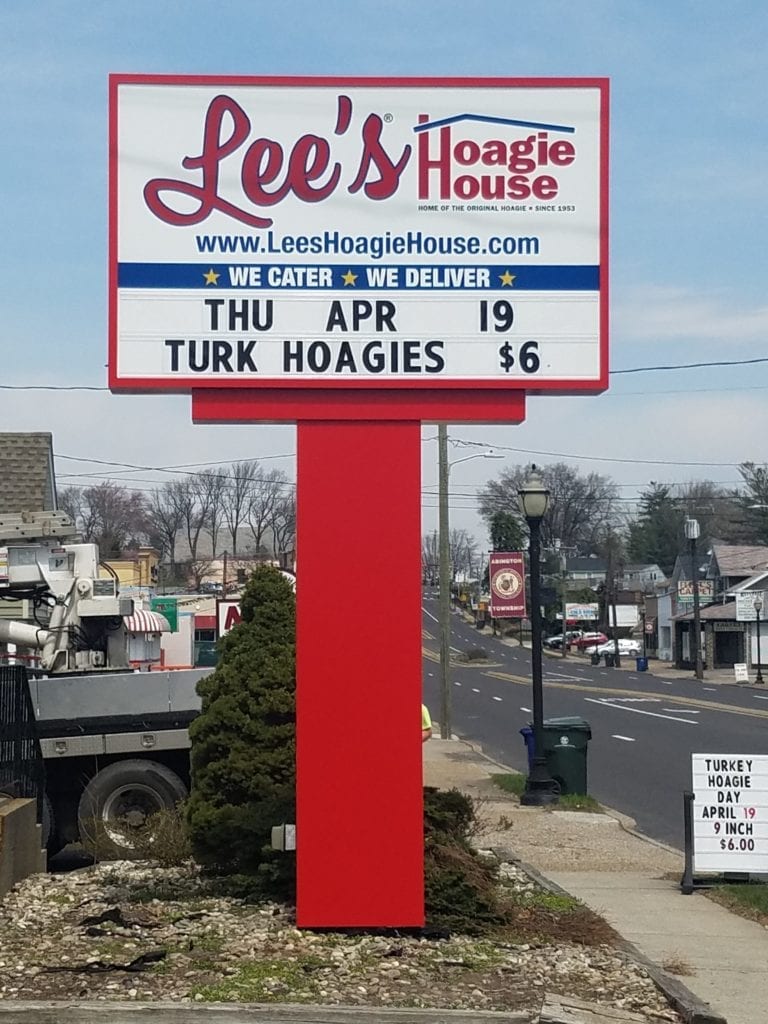 Lee's® Hoagie House
HOME OF THE ORIGINAL HOAGIE • SINCE 1953
www.LeesHoagieHouse.com
★ WE CATER ★ WE DELIVER ★
THU APR 19
TURK HOAGIES $6
ABINGTON
TOWNSHIP
CARPET
TURKEY
HOAGIE
DAY
APRIL 19
9 INCH
$6.00